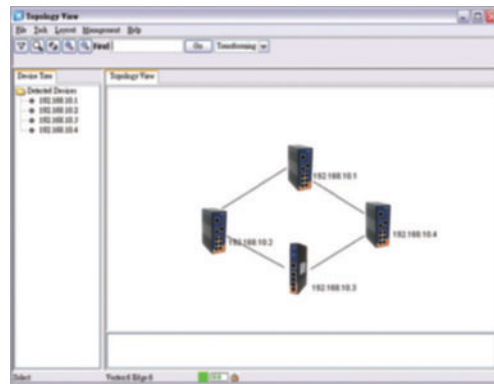 Topology View
File Task Layout Management Help
Find Go Transforming
Device Tree
Topology View
Detected Devices
192.168.10.1
192.168.10.2
192.168.10.3
192.168.10.4
192.168.10.1
192.168.10.2
192.168.10.4
192.168.10.3
Select